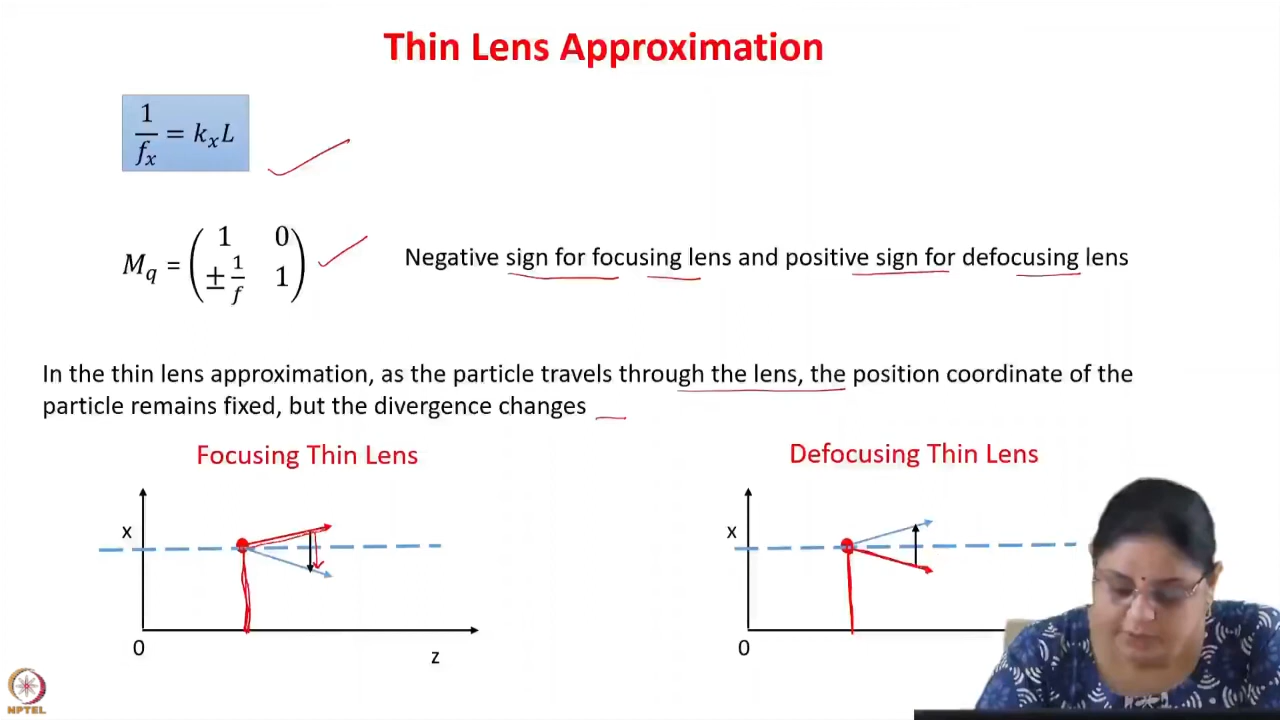 Thin Lens Approximation
1/f_x = k_x L
M_q = ( 1 0 ; ± 1/f 1 )
Negative sign for focusing lens and positive sign for defocusing lens
In the thin lens approximation, as the particle travels through the lens, the position coordinate of the
particle remains fixed, but the divergence changes
Focusing Thin Lens
Defocusing Thin Lens
x
x
0
z
0
NPTEL